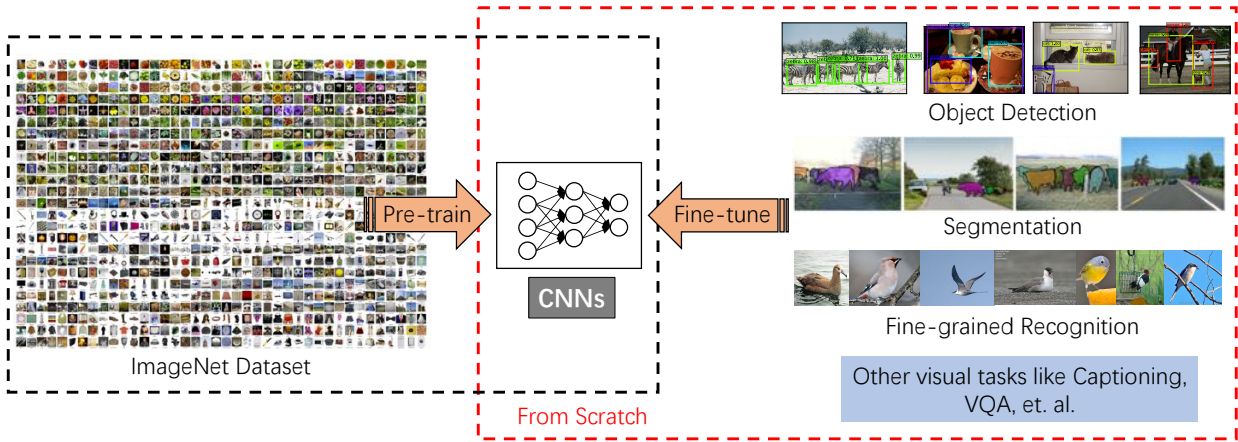 Object Detection
Pre-train
Fine-tune
Segmentation
CNNs
Fine-grained Recognition
ImageNet Dataset
Other visual tasks like Captioning,
VQA, et. al.
From Scratch